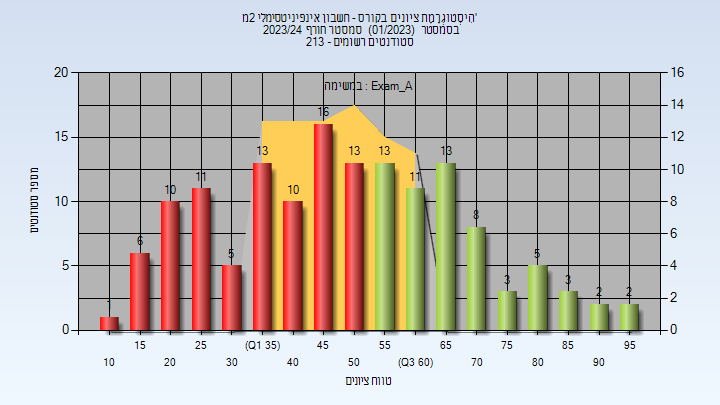 היסטוגרמת ציונים בקורס - חשבון אינפיניטסימלי 2מ'
בסמסטר (01/2023) סמסטר חורף 2023/24
סטודנטים רשומים - 213
במשימה : Exam_A
20 16
14
15 12
10
10 8
6
5 4
2
0 0
מספר סטודנטים
1 6 10 11 5 13 10 16 13 13 11 13 8 3 5 3 2 2
15 25 (Q1 35) 45 55 65 75 85 95
10 20 30 40 50 (Q3 60) 70 80 90
טווח ציונים